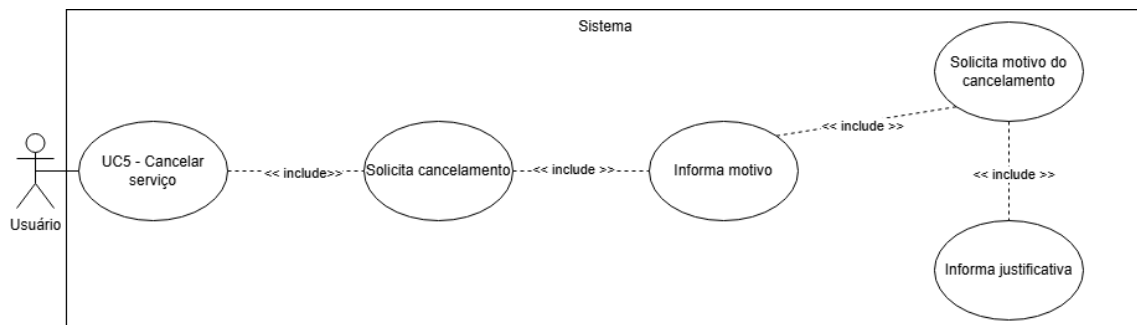 Sistema
Solicita motivo do
cancelamento
<< include >>
UC5 - Cancelar
serviço
<< include>>
Solicita cancelamento
<< include >>
Informa motivo
<< include >>
Usuário
Informa justificativa